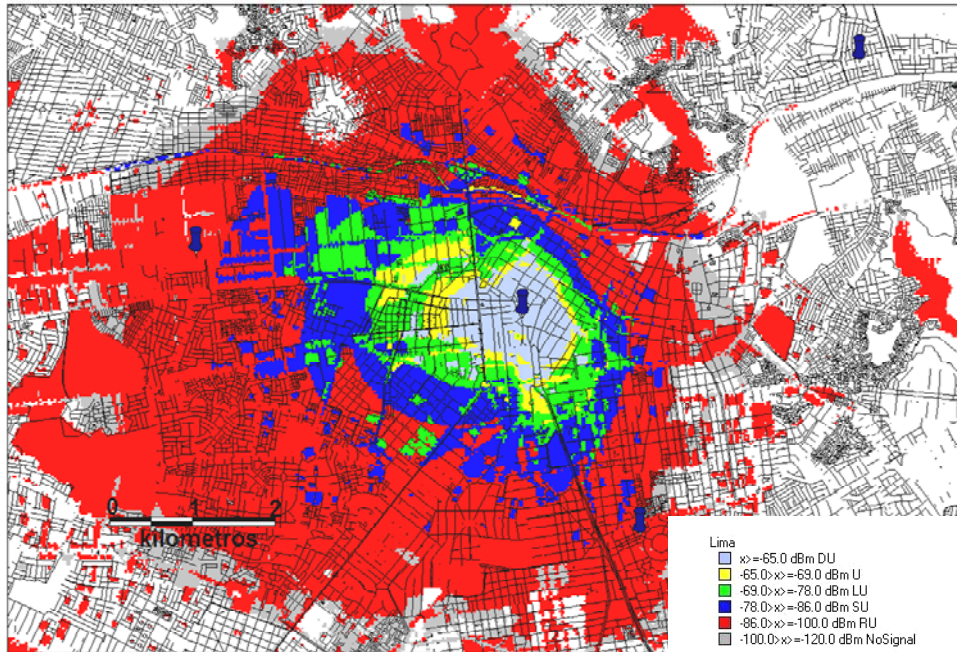 0 1 2
kilometros
Lima
x>=-65.0 dBm DU
-65.0>x>=-69.0 dBm U
-69.0>x>=-78.0 dBm LU
-78.0>x>=-86.0 dBm SU
-86.0>x>=-100.0 dBm RU
-100.0>x>=-120.0 dBm NoSignal